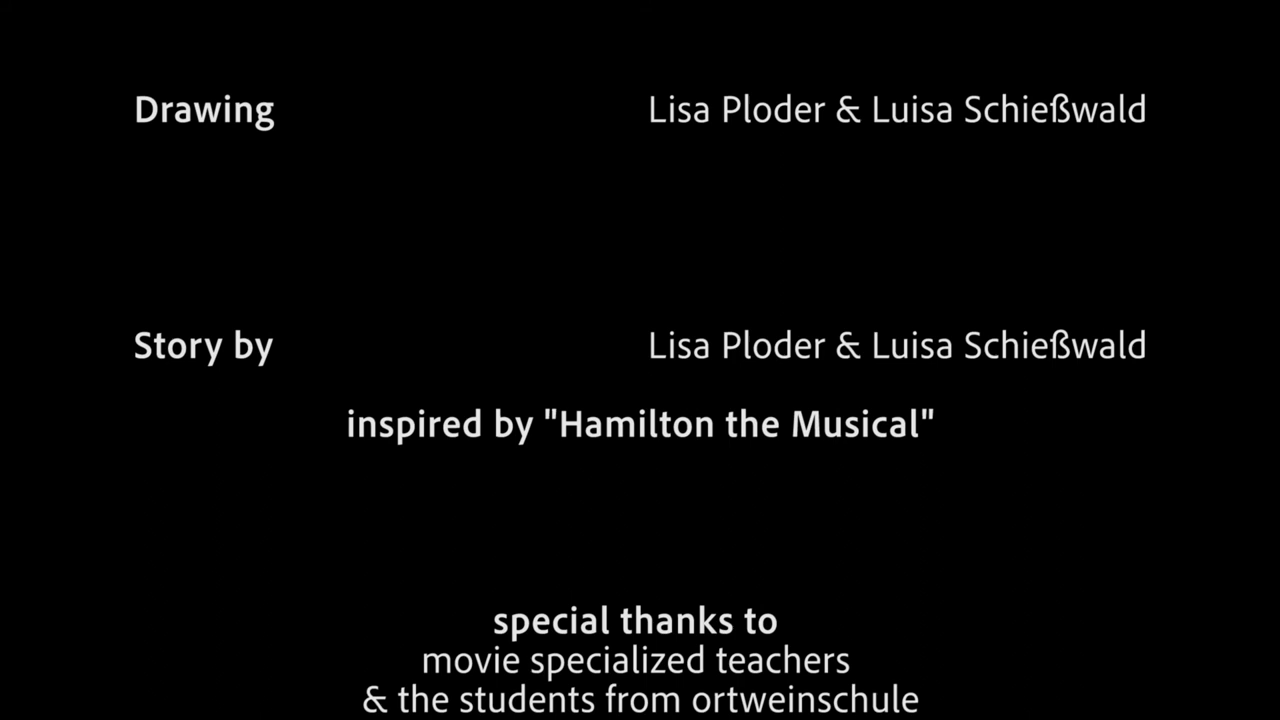 Drawing Lisa Ploder & Luisa Schießwald
Story by Lisa Ploder & Luisa Schießwald
inspired by "Hamilton the Musical"
special thanks to
movie specialized teachers
& the students from ortweinschule